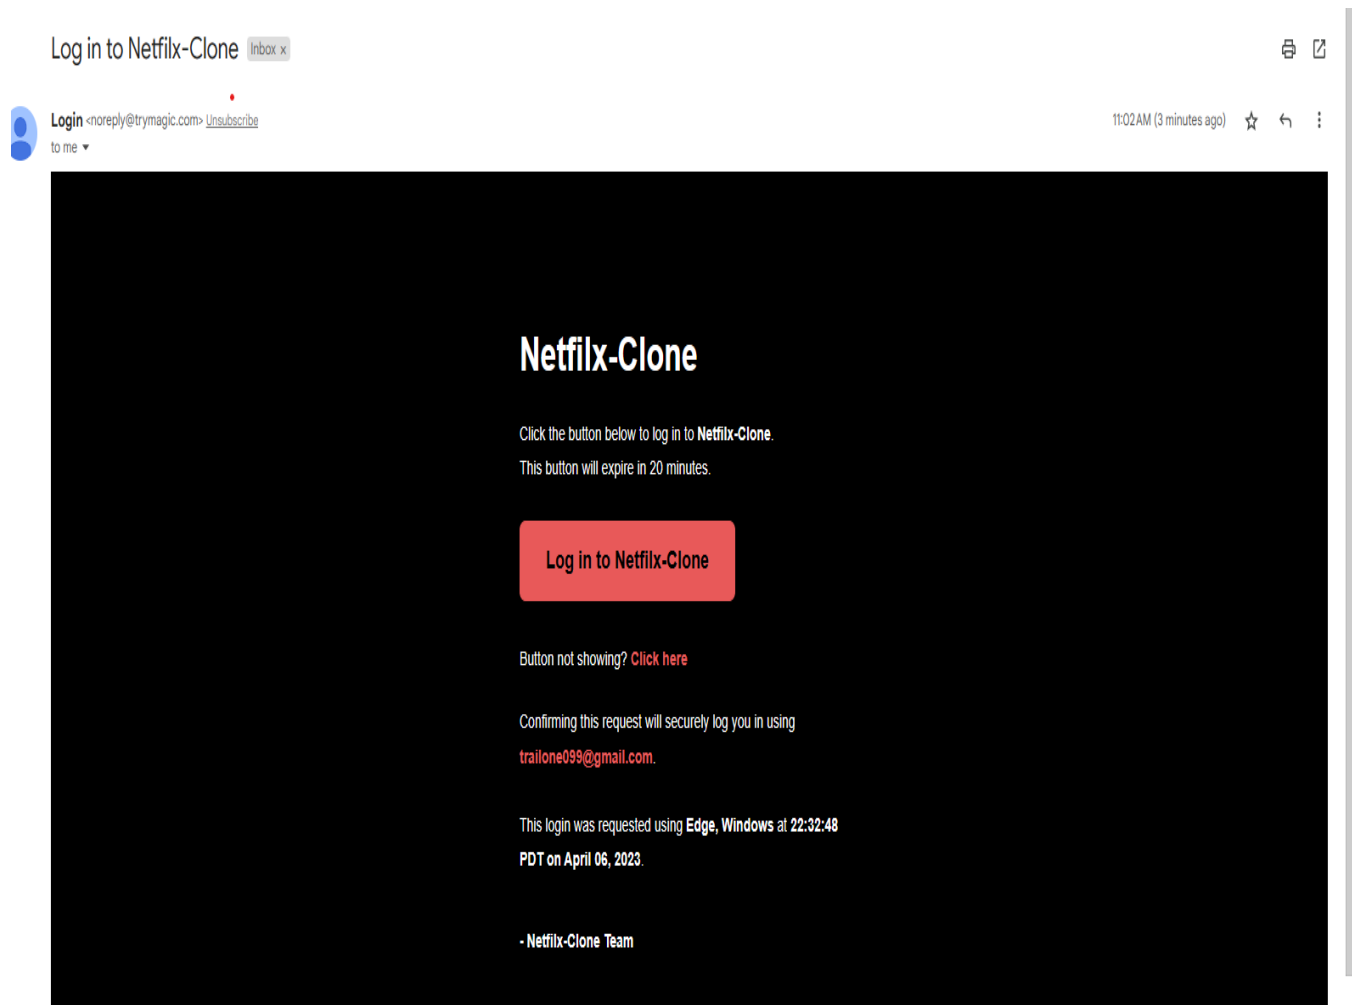 Log in to Netfilx-Clone Inbox x
Login <noreply@trymagic.com> Unsubscribe
11:02 AM (3 minutes ago)
to me
Netfilx-Clone
Click the button below to log in to Netfilx-Clone.
This button will expire in 20 minutes.
Log in to Netfilx-Clone
Button not showing? Click here
Confirming this request will securely log you in using
trailone099@gmail.com.
This login was requested using Edge, Windows at 22:32:48
PDT on April 06, 2023.
- Netfilx-Clone Team